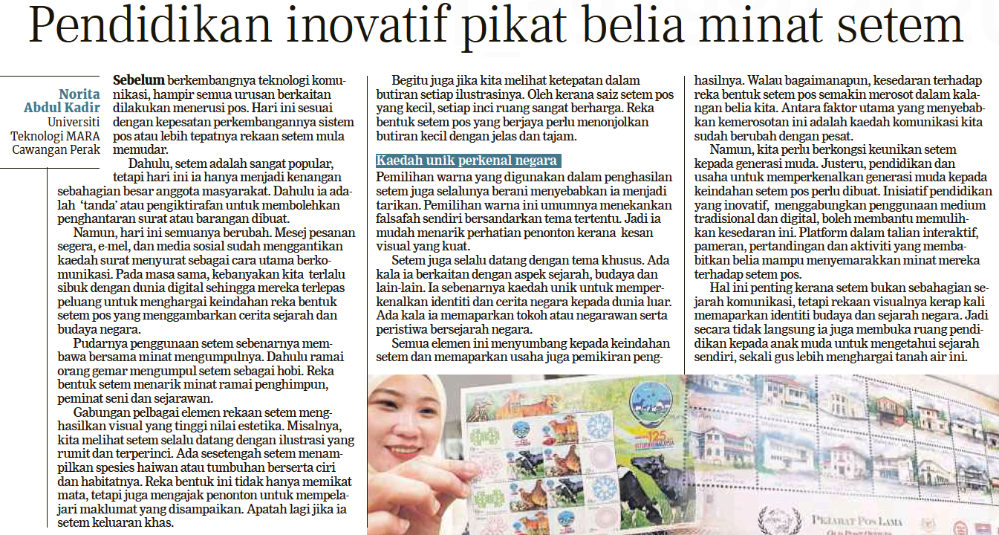 Pendidikan inovatif pikat belia minat setem
Norita
Abdul Kadir
Universiti
Teknologi MARA
Cawangan Perak
Sebelum berkembangnya teknologi komu-
nikasi, hampir semua urusan berkaitan
dilakukan menerusi pos. Hari ini sesuai
dengan kepesatan perkembangannya sistem
pos atau lebih tepatnya rekaan setem mula
memudar.
Dahulu, setem adalah sangat popular,
tetapi hari ini ia hanya menjadi kenangan
sebahagian besar anggota masyarakat. Dahulu ia ada-
lah ‘tanda’ atau pengiktirafan untuk membolehkan
penghantaran surat atau barangan dibuat.
Namun, hari ini semuanya berubah. Mesej pesanan
segera, e-mel, dan media sosial sudah menggantikan
kaedah surat menyurat sebagai cara utama berko-
munikasi. Pada masa sama, kebanyakan kita terlalu
sibuk dengan dunia digital sehingga mereka terlepas
peluang untuk menghargai keindahan reka bentuk
setem pos yang menggambarkan cerita sejarah dan
budaya negara.
Pudarnya penggunaan setem sebenarnya mem-
bawa bersama minat mengumpulnya. Dahulu ramai
orang gemar mengumpul setem sebagai hobi. Reka
bentuk setem menarik minat ramai penghimpun,
peminat seni dan sejarawan.
Gabungan pelbagai elemen rekaan setem meng-
hasilkan visual yang tinggi nilai estetika. Misalnya,
kita melihat setem selalu datang dengan ilustrasi yang
rumit dan terperinci. Ada sesetengah setem menam-
pilkan spesies haiwan atau tumbuhan berserta ciri
dan habitatnya. Reka bentuk ini tidak hanya memikat
mata, tetapi juga mengajak penonton untuk mempela-
jari maklumat yang disampaikan. Apatah lagi jika ia
setem keluaran khas.
Begitu juga jika kita melihat ketepatan dalam
butiran setiap ilustrasinya. Oleh kerana saiz setem pos
yang kecil, setiap inci ruang sangat berharga. Reka
bentuk setem pos yang berjaya perlu menonjolkan
butiran kecil dengan jelas dan tajam.
Kaedah unik perkenal negara
Pemilihan warna yang digunakan dalam penghasilan
setem juga selalunya berani menyebabkan ia menjadi
tarikan. Pemilihan warna ini umumnya menekankan
falsafah sendiri bersandarkan tema tertentu. Jadi ia
mudah menarik perhatian penonton kerana kesan
visual yang kuat.
Setem juga selalu datang dengan tema khusus. Ada
kala ia berkaitan dengan aspek sejarah, budaya dan
lain-lain. Ia sebenarnya kaedah unik untuk memper-
kenalkan identiti dan cerita negara kepada dunia luar.
Ada kala ia memaparkan tokoh atau negarawan serta
peristiwa bersejarah negara.
Semua elemen ini menyumbang kepada keindahan
setem dan memaparkan usaha juga pemikiran peng-
hasilnya. Walau bagaimanapun, kesedaran terhadap
reka bentuk setem pos semakin merosot dalam kala-
ngan belia kita. Antara faktor utama yang menyebab-
kan kemerosotan ini adalah kaedah komunikasi kita
sudah berubah dengan pesat.
Namun, kita perlu berkongsi keunikan setem
kepada generasi muda. Justeru, pendidikan dan
usaha untuk memperkenalkan generasi muda kepada
keindahan setem pos perlu dibuat. Inisiatif pendidikan
yang inovatif, menggabungkan penggunaan medium
tradisional dan digital, boleh membantu memulih-
kan kesedaran ini. Platform dalam talian interaktif,
pameran, pertandingan dan aktiviti yang memba-
bitkan belia mampu menyemarakkan minat mereka
terhadap setem pos.
Hal ini penting kerana setem bukan sebahagian se-
jarah komunikasi, tetapi rekaan visualnya kerap kali
memaparkan identiti budaya dan sejarah negara. Jadi
secara tidak langsung ia juga membuka ruang pendi-
dikan kepada anak muda untuk mengetahui sejarah
sendiri, sekali gus lebih menghargai tanah air ini.
125
PEJABAT POS LAMA
OLD POST OFFICES